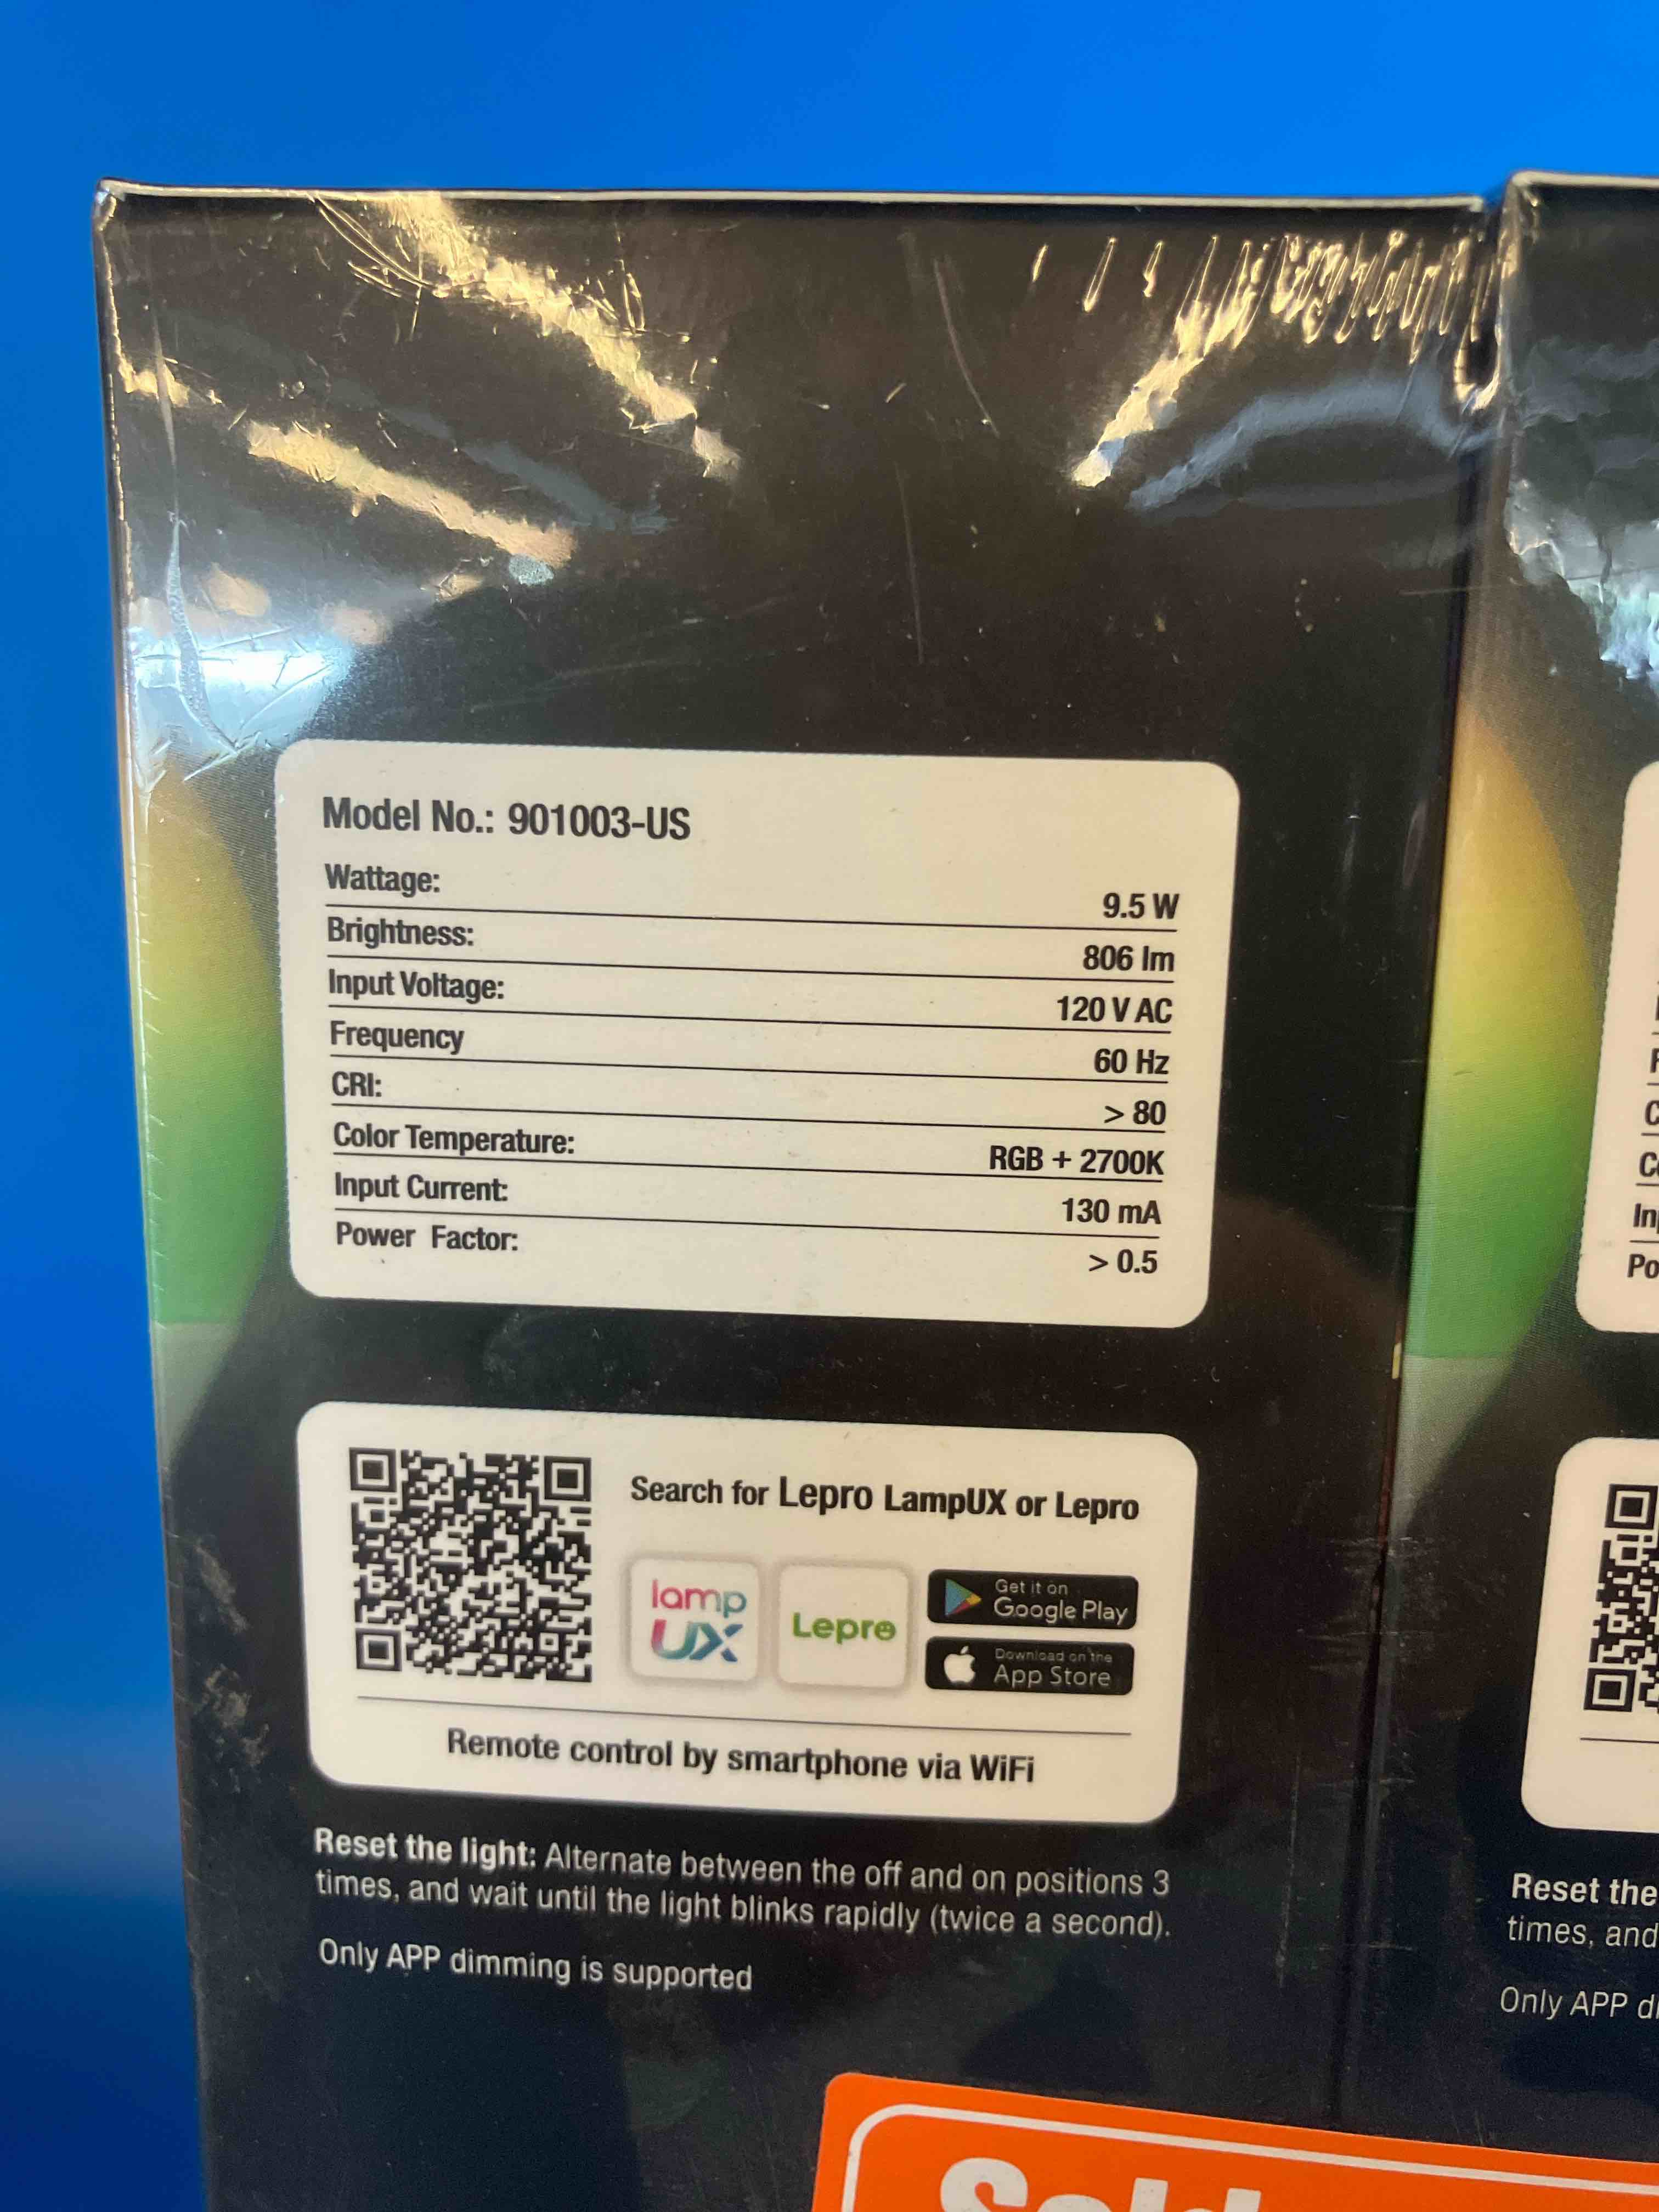 Model No.: 901003-US
Wattage: 9.5 W
Brightness: 806 lm
Input Voltage: 120 V AC
Frequency 60 Hz
CRI: > 80
Color Temperature: RGB + 2700K
Input Current: 130 mA
Power Factor: > 0.5
Search for Lepro LampUX or Lepro
lamp
UX
Lepro
Get it on
Google Play
Download on the
App Store
Remote control by smartphone via WiFi
Reset the light: Alternate between the off and on positions 3
times, and wait until the light blinks rapidly (twice a second).
Only APP dimming is supported
Reset the
times, and
Only APP